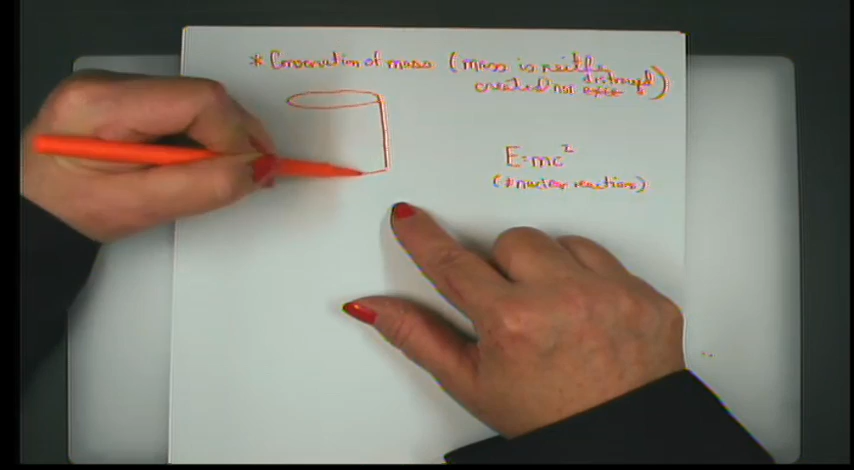 * Conservation of mass (mass is neither
created nor destroyed)
E=mc²
(*nuclear reactions)